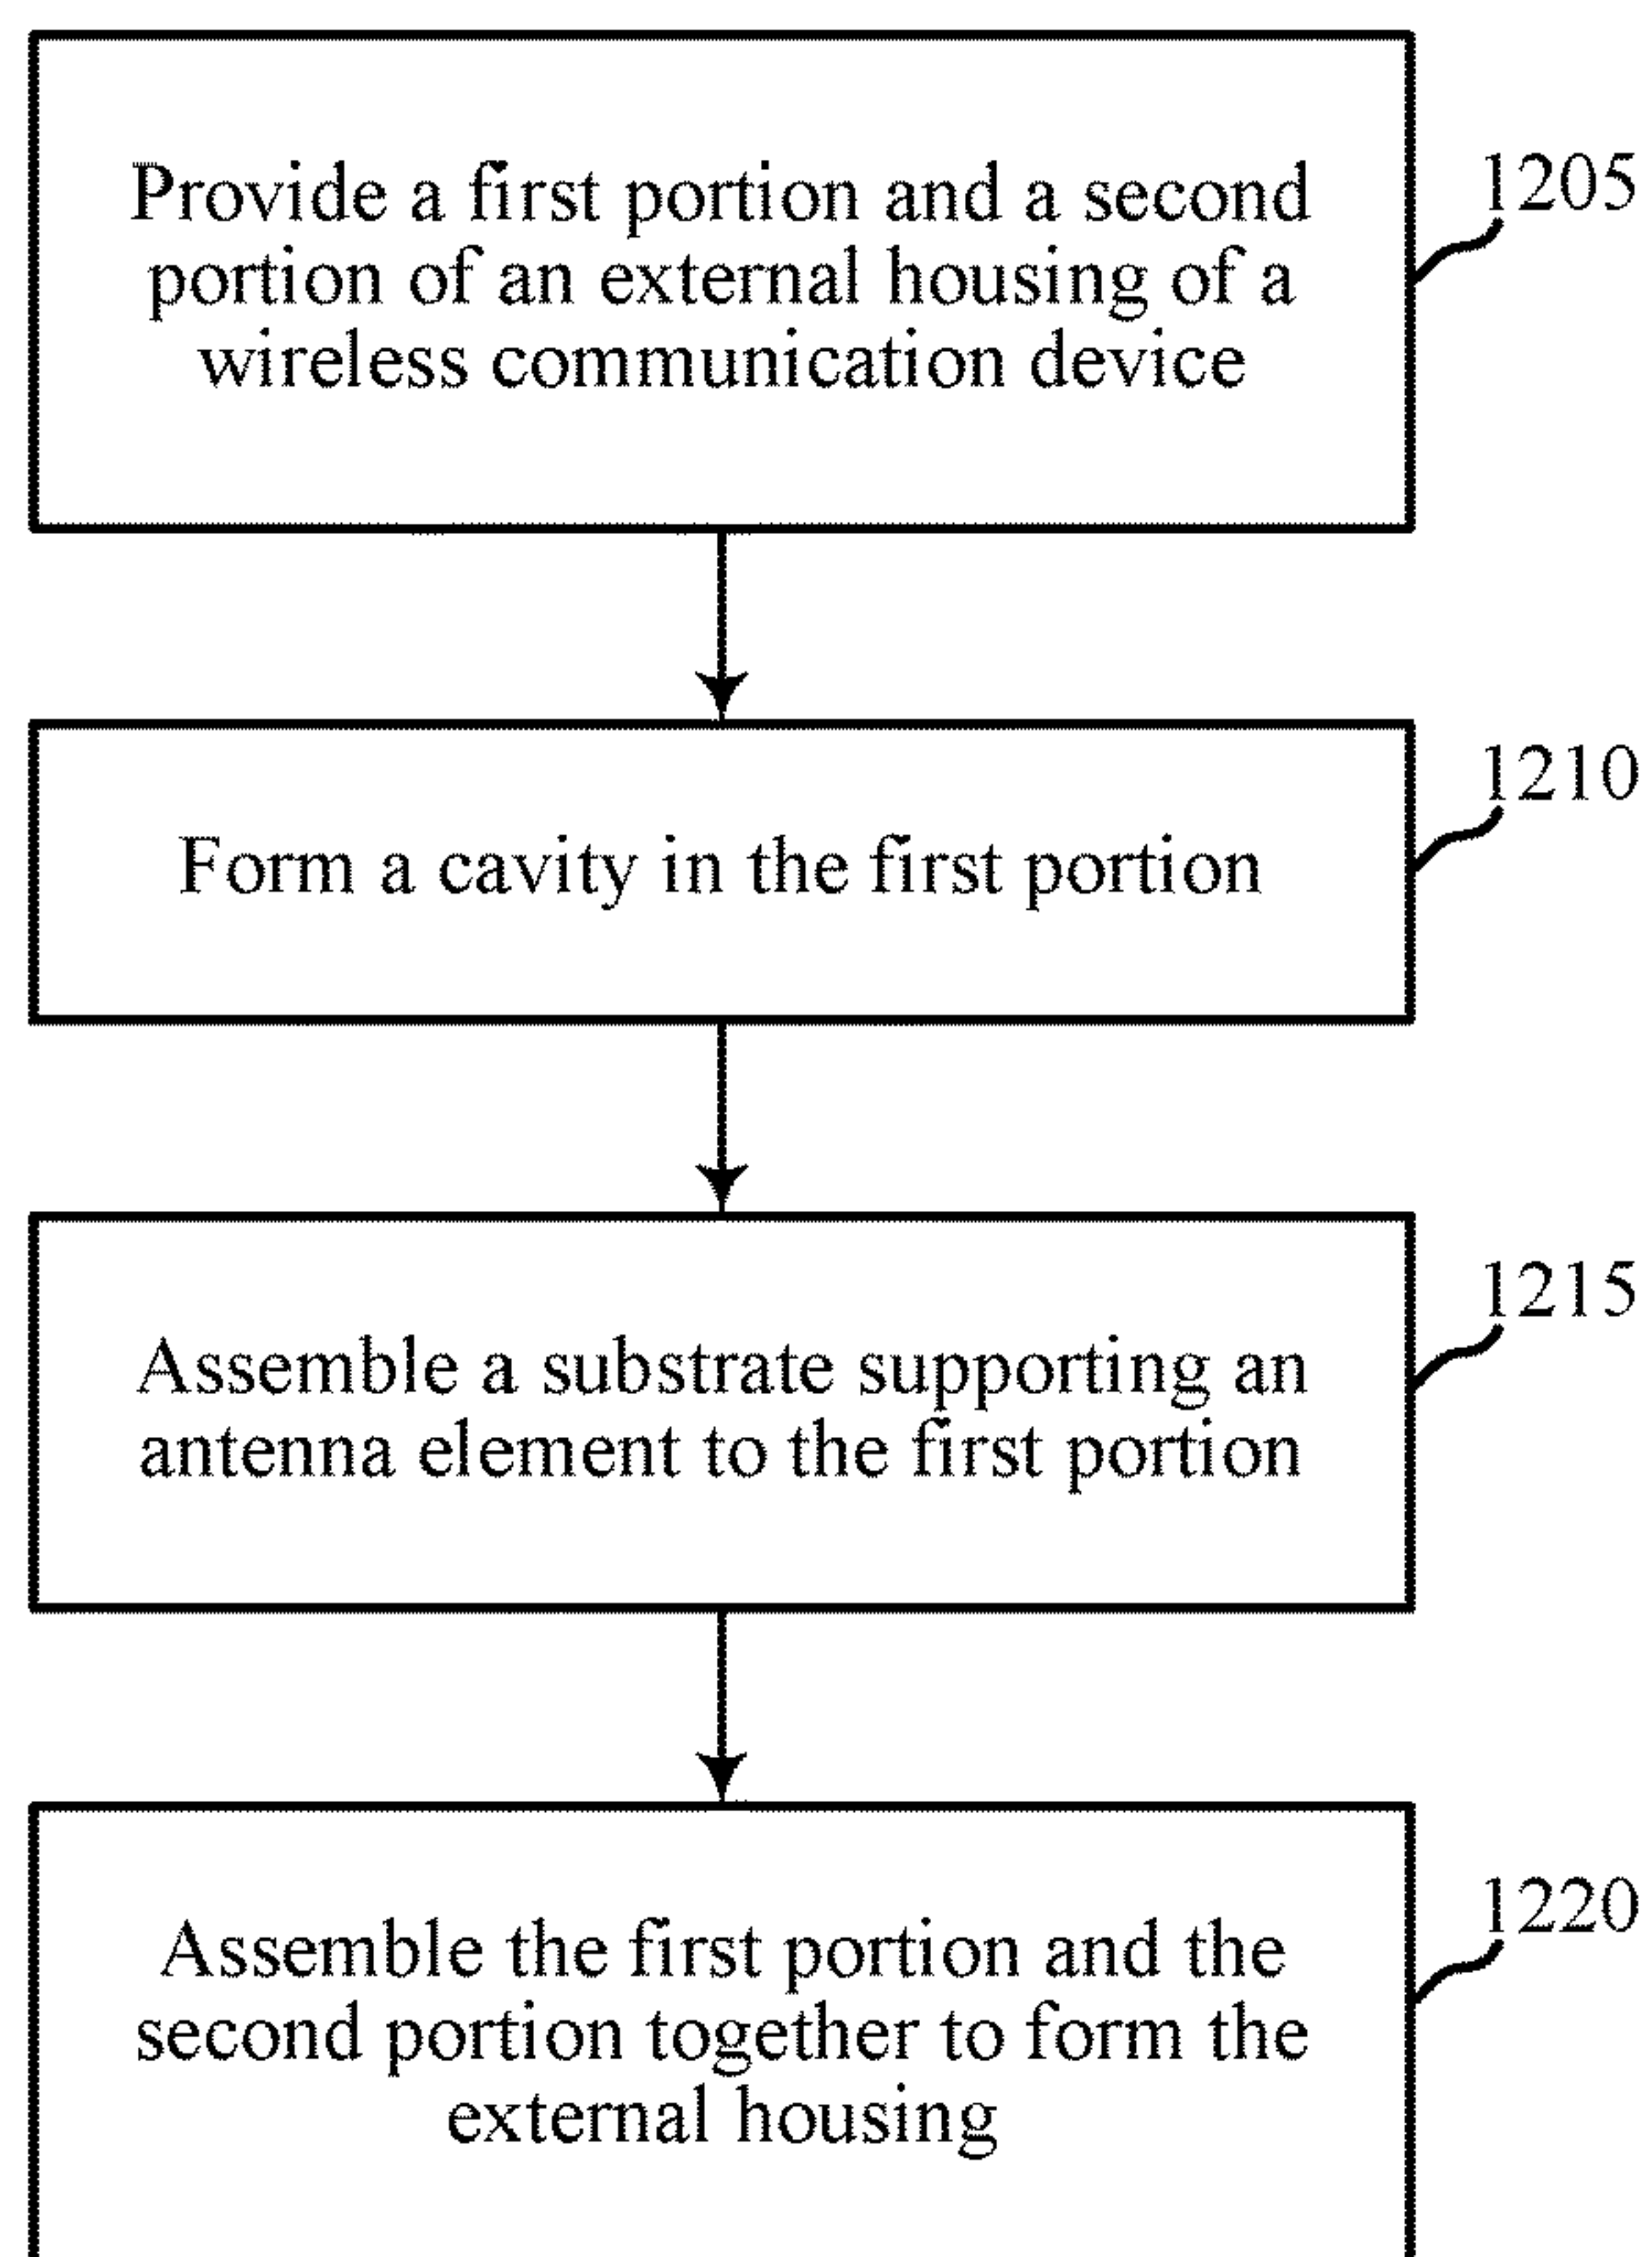 Provide a first portion and a second
portion of an external housing of a
wireless communication device
1205
Form a cavity in the first portion
1210
Assemble a substrate supporting an
antenna element to the first portion
1215
Assemble the first portion and the
second portion together to form the
external housing
1220